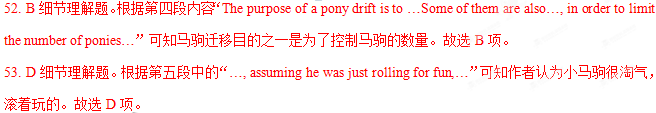 52. B 细节理解题。根据第四段内容“The purpose of a pony drift is to …Some of them are also…, in order to limit
the number of ponies…” 可知马驹迁移目的之一是为了控制马驹的数量。故选 B 项。
53. D 细节理解题。根据第五段中的“…, assuming he was just rolling for fun,…”可知作者认为小马驹很淘气，
滚着玩的。故选 D 项。